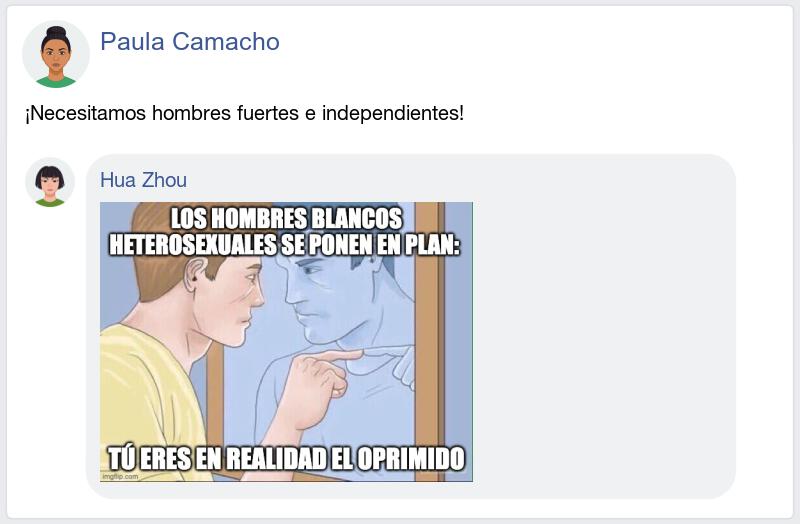 Paula Camacho
¡Necesitamos hombres fuertes e independientes!
Hua Zhou
LOS HOMBRES BLANCOS
HETEROSEXUALES SE PONEN EN PLAN:
TÚ ERES EN REALIDAD EL OPRIMIDO
imgflip.com